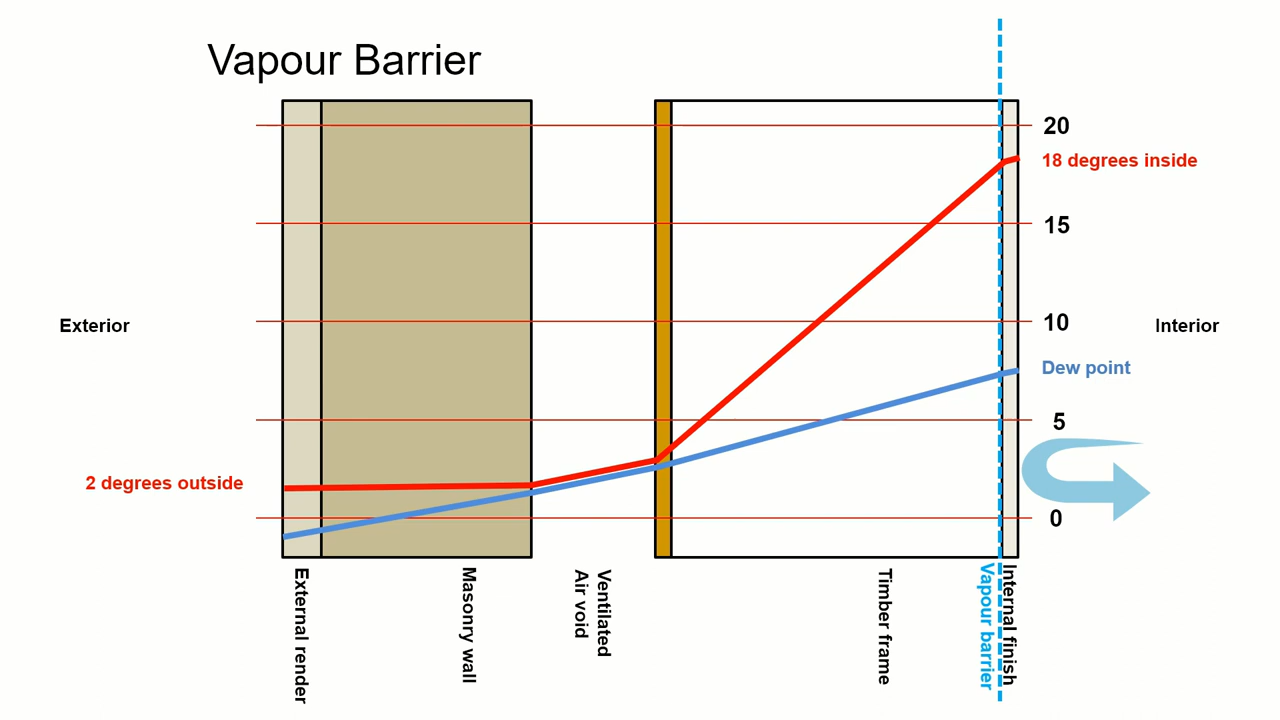 Vapour Barrier
20
18 degrees inside
15
Exterior
10
Interior
Dew point
5
2 degrees outside
0
External render
Masonry wall
Ventilated
Air void
Timber frame
Vapour barrier
Internal finish